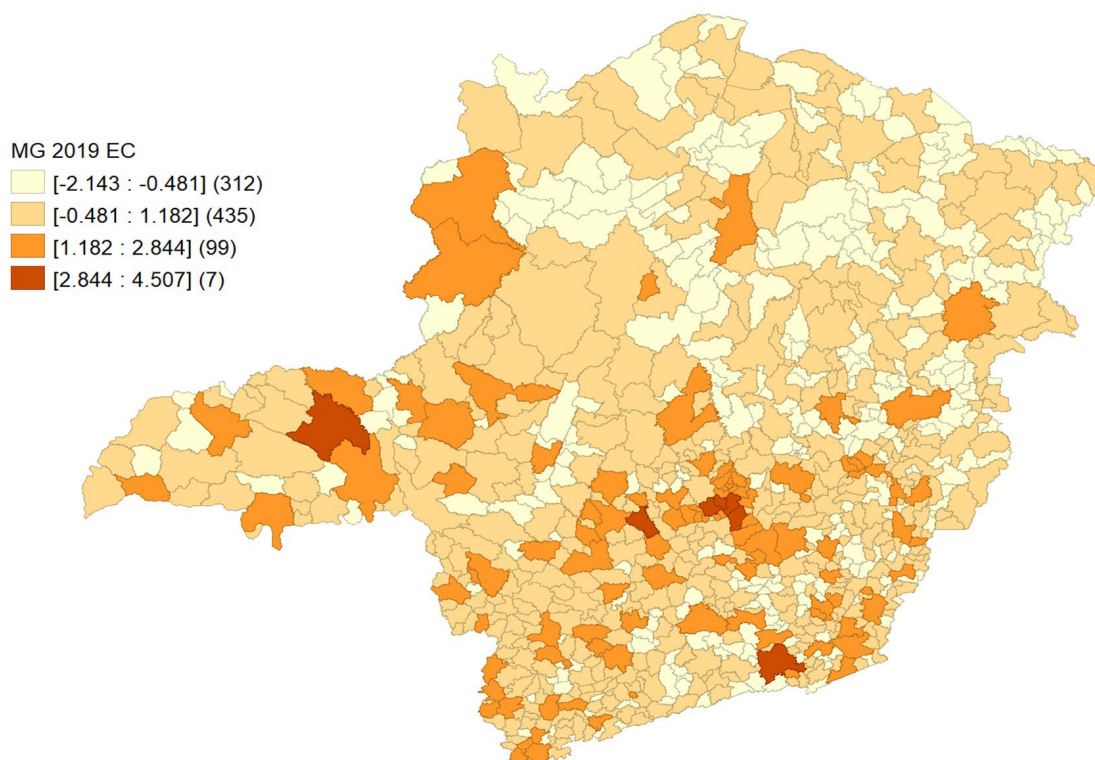 MG 2019 EC
[-2.143 : -0.481] (312)
[-0.481 : 1.182] (435)
[1.182 : 2.844] (99)
[2.844 : 4.507] (7)